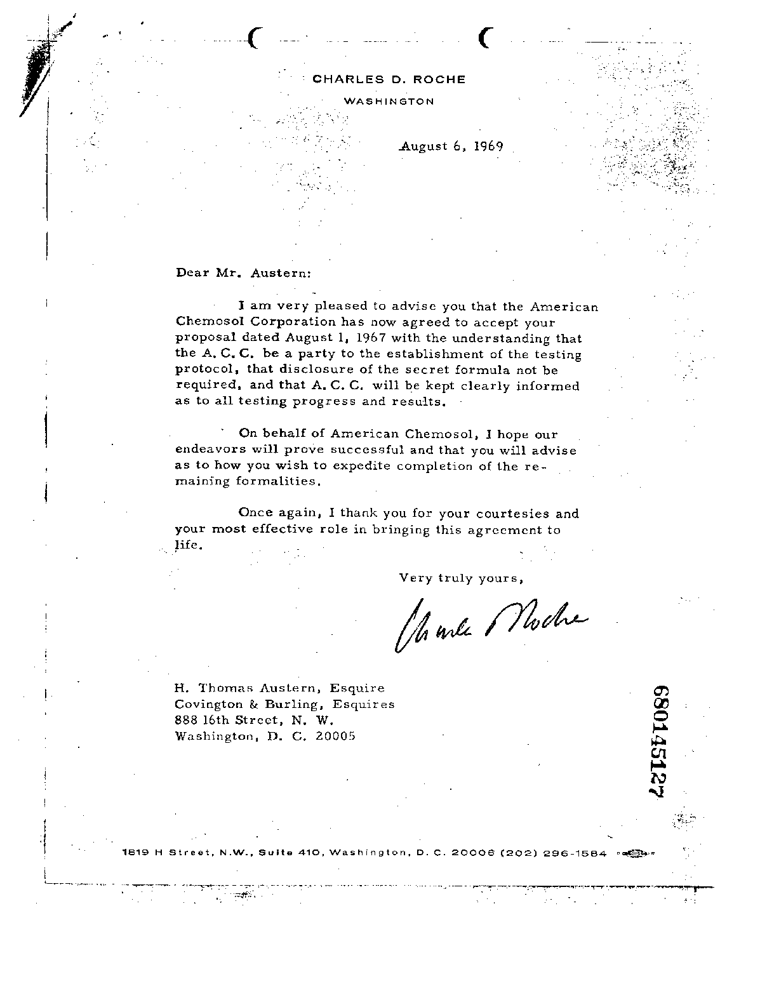 CHARLES D. ROCHE
WASHINGTON
August 6, 1969
Dear Mr. Austern:
I am very pleased to advise you that the American
Chemosol Corporation has now agreed to accept your
proposal dated August 1, 1967 with the understanding that
the A. C. C. be a party to the establishment of the testing
protocol, that disclosure of the secret formula not be
required, and that A. C. C. will be kept clearly informed
as to all testing progress and results.
On behalf of American Chemosol, I hope our
endeavors will prove successful and that you will advise
as to how you wish to expedite completion of the re-
maining formalities.
Once again, I thank you for your courtesies and
your most effective role in bringing this agreement to
life.
Very truly yours,
Charles D Roche
H. Thomas Austern, Esquire
Covington & Burling, Esquires
888 16th Street, N. W.
Washington, D. C. 20005
680145127
1819 H Street, N.W., Suite 410, Washington, D. C. 20006 (202) 296-1584